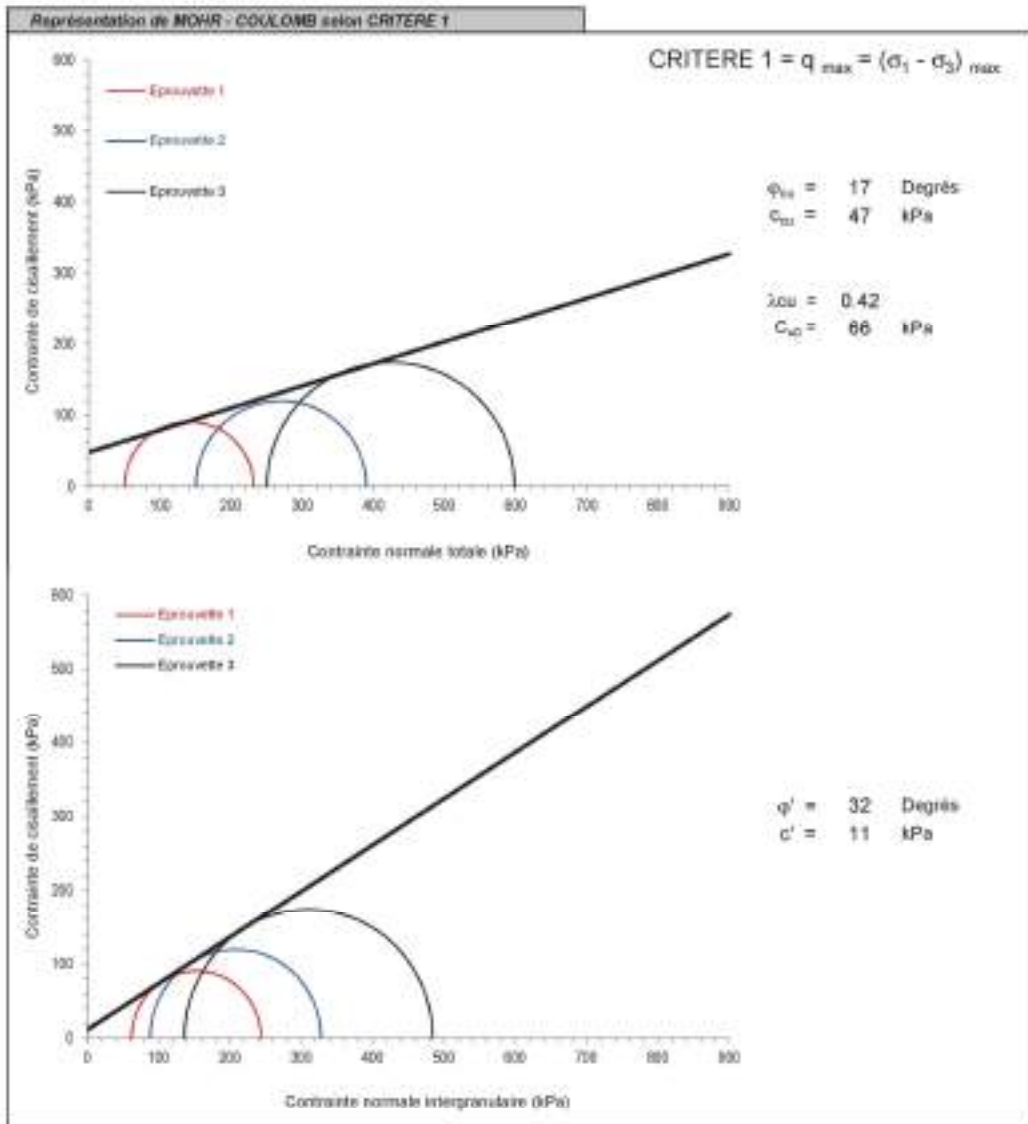 Représentation de MOHR - COULOMB selon CRITERE 1
CRITERE 1 = q max = (σ1 - σ3) max
Contrainte de cisaillement (kPa)
600
500
400
300
200
100
0
Eprouvette 1
Eprouvette 2
Eprouvette 3
φcu = 17 Degrés
ccu = 47 kPa
λcu = 0.42
Cu0 = 66 kPa
0 100 200 300 400 500 600 700 800 900
Contrainte normale totale (kPa)
Contrainte de cisaillement (kPa)
600
500
400
300
200
100
0
Eprouvette 1
Eprouvette 2
Eprouvette 3
φ' = 32 Degrés
c' = 11 kPa
0 100 200 300 400 500 600 700 800 900
Contrainte normale intergranulaire (kPa)